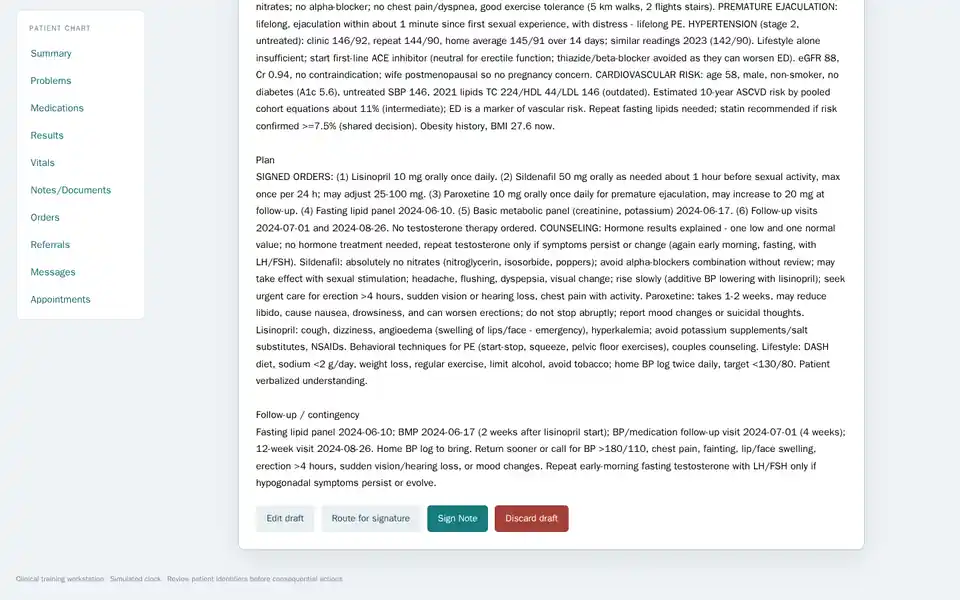 PATIENT CHART
Summary
Problems
Medications
Results
Vitals
Notes/Documents
Orders
Referrals
Messages
Appointments
nitrates; no alpha-blocker; no chest pain/dyspnea, good exercise tolerance (5 km walks, 2 flights stairs). PREMATURE EJACULATION:
lifelong, ejaculation within about 1 minute since first sexual experience, with distress - lifelong PE. HYPERTENSION (stage 2,
untreated): clinic 146/92, repeat 144/90, home average 145/91 over 14 days; similar readings 2023 (142/90). Lifestyle alone
insufficient; start first-line ACE inhibitor (neutral for erectile function; thiazide/beta-blocker avoided as they can worsen ED). eGFR 88,
Cr 0.94, no contraindication; wife postmenopausal so no pregnancy concern. CARDIOVASCULAR RISK: age 58, male, non-smoker, no
diabetes (A1c 5.6), untreated SBP 146, 2021 lipids TC 224/HDL 44/LDL 146 (outdated). Estimated 10-year ASCVD risk by pooled
cohort equations about 11% (intermediate); ED is a marker of vascular risk. Repeat fasting lipids needed; statin recommended if risk
confirmed >=7.5% (shared decision). Obesity history, BMI 27.6 now.
Plan
SIGNED ORDERS: (1) Lisinopril 10 mg orally once daily. (2) Sildenafil 50 mg orally as needed about 1 hour before sexual activity, max
once per 24 h; may adjust 25-100 mg. (3) Paroxetine 10 mg orally once daily for premature ejaculation, may increase to 20 mg at
follow-up. (4) Fasting lipid panel 2024-06-10. (5) Basic metabolic panel (creatinine, potassium) 2024-06-17. (6) Follow-up visits
2024-07-01 and 2024-08-26. No testosterone therapy ordered. COUNSELING: Hormone results explained - one low and one normal
value; no hormone treatment needed, repeat testosterone only if symptoms persist or change (again early morning, fasting, with
LH/FSH). Sildenafil: absolutely no nitrates (nitroglycerin, isosorbide, poppers); avoid alpha-blockers combination without review; may
take effect with sexual stimulation; headache, flushing, dyspepsia, visual change; rise slowly (additive BP lowering with lisinopril); seek
urgent care for erection >4 hours, sudden vision or hearing loss, chest pain with activity. Paroxetine: takes 1-2 weeks, may reduce
libido, cause nausea, drowsiness, and can worsen erections; do not stop abruptly; report mood changes or suicidal thoughts.
Lisinopril: cough, dizziness, angioedema (swelling of lips/face - emergency), hyperkalemia; avoid potassium supplements/salt
substitutes, NSAIDs. Behavioral techniques for PE (start-stop, squeeze, pelvic floor exercises), couples counseling. Lifestyle: DASH
diet, sodium <2 g/day, weight loss, regular exercise, limit alcohol, avoid tobacco; home BP log twice daily, target <130/80. Patient
verbalized understanding.
Follow-up / contingency
Fasting lipid panel 2024-06-10; BMP 2024-06-17 (2 weeks after lisinopril start); BP/medication follow-up visit 2024-07-01 (4 weeks);
12-week visit 2024-08-26. Home BP log to bring. Return sooner or call for BP >180/110, chest pain, fainting, lip/face swelling,
erection >4 hours, sudden vision/hearing loss, or mood changes. Repeat early-morning fasting testosterone with LH/FSH only if
hypogonadal symptoms persist or evolve.
Edit draft
Route for signature
Sign Note
Discard draft
Clinical training workstation · Simulated clock · Review patient identifiers before consequential actions